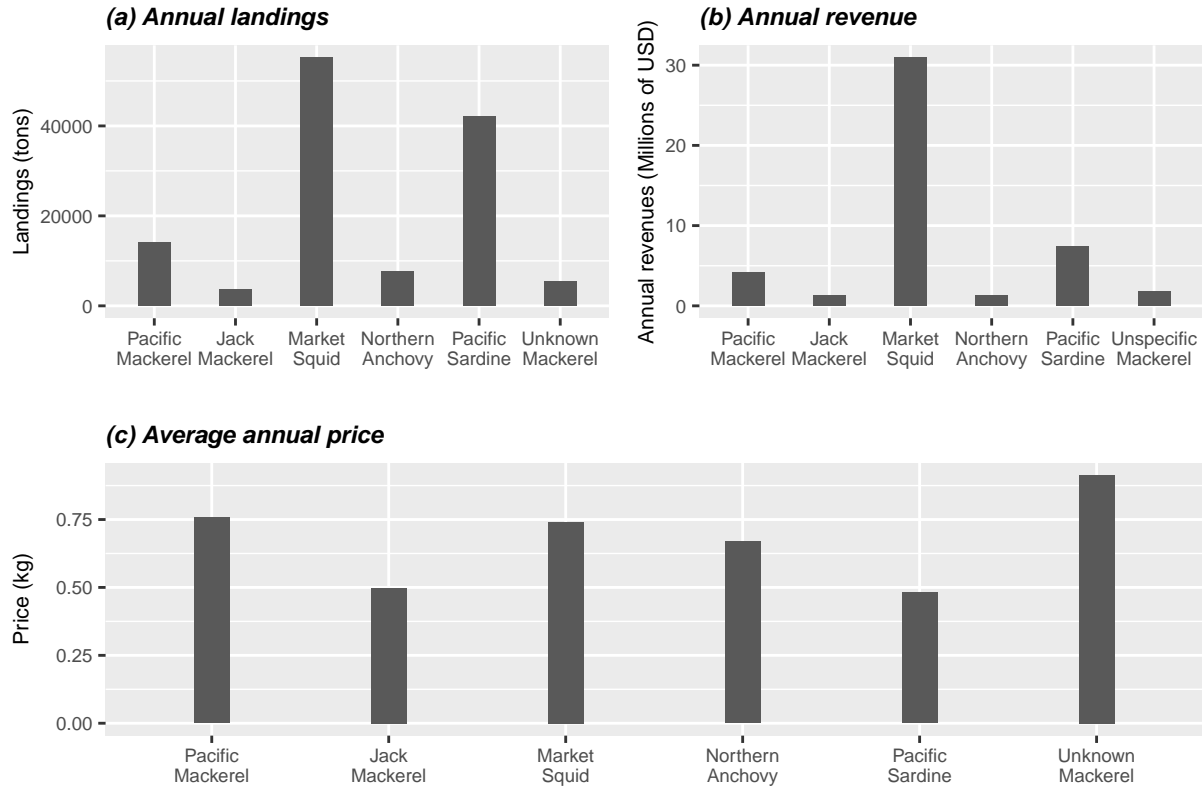 (a) Annual landings
Landings (tons)
40000
20000
0
Pacific Jack Market Northern Pacific Unknown
Mackerel Mackerel Squid Anchovy Sardine Mackerel
(b) Annual revenue
Annual revenues (Millions of USD)
30
20
10
0
Pacific Jack Market Northern Pacific Unspecific
Mackerel Mackerel Squid Anchovy Sardine Mackerel
(c) Average annual price
Price (kg)
0.75
0.50
0.25
0.00
Pacific Jack Market Northern Pacific Unknown
Mackerel Mackerel Squid Anchovy Sardine Mackerel